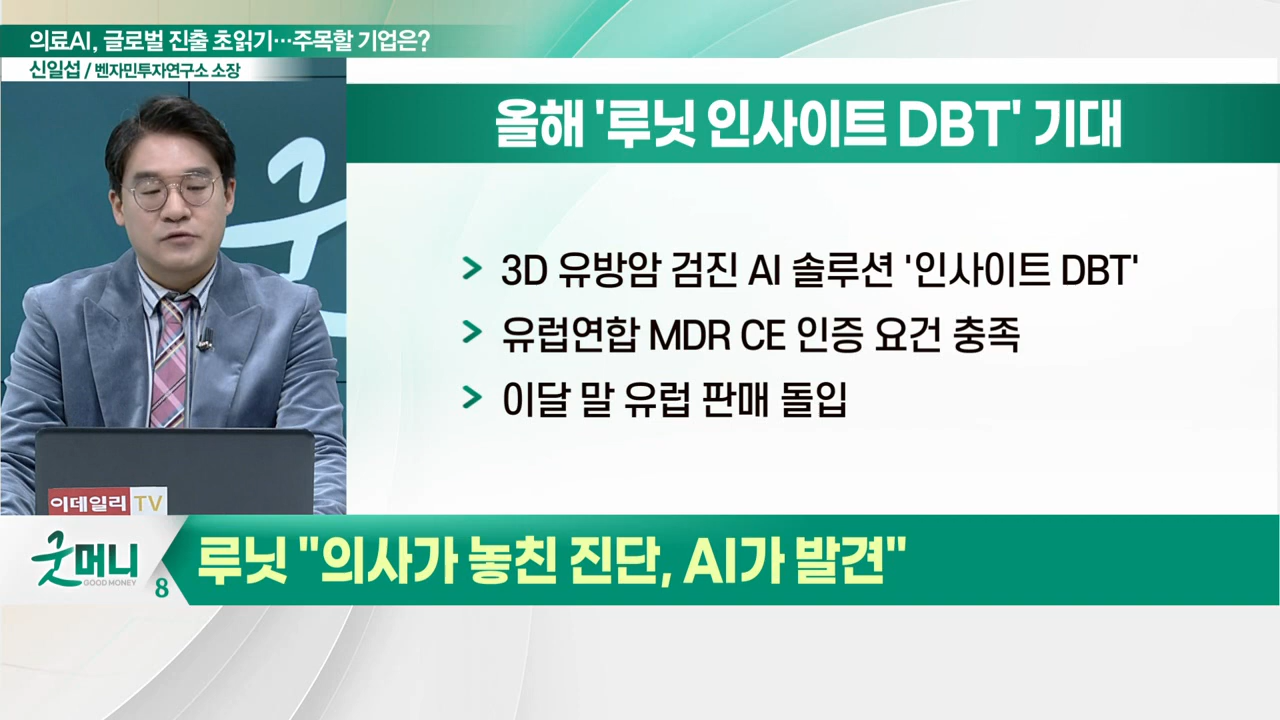 의료AI, 글로벌 진출 초읽기…주목할 기업은?
신일섭 / 벤자민투자연구소 소장
올해 '루닛 인사이트 DBT' 기대
> 3D 유방암 검진 AI 솔루션 '인사이트 DBT'
> 유럽연합 MDR CE 인증 요건 충족
> 이달 말 유럽 판매 돌입
이데일리 TV
굿머니
GOOD MONEY
8
루닛 "의사가 놓친 진단, AI가 발견"